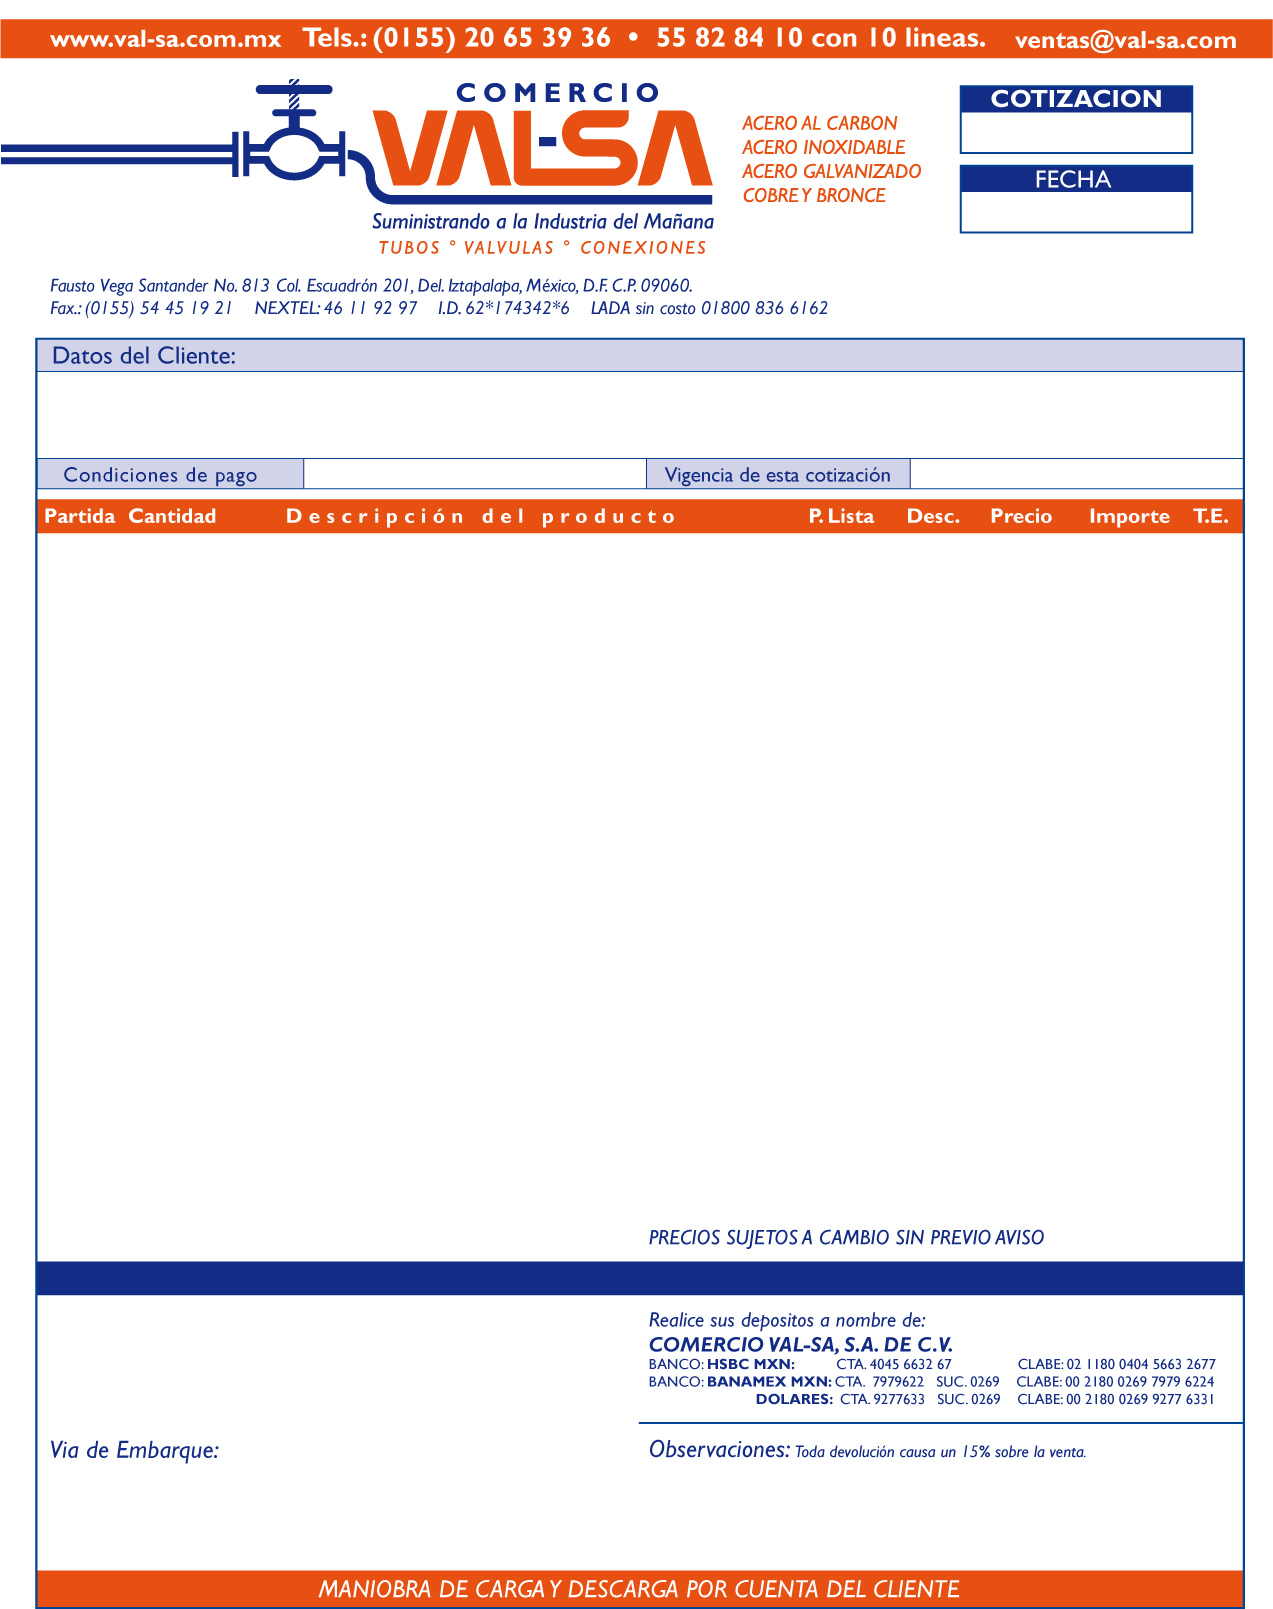 www.val-sa.com.mx Tels.: (0155) 20 65 39 36 • 55 82 84 10 con 10 lineas. ventas@val-sa.com
COMERCIO
VAL-SA
Suministrando a la Industria del Mañana
TUBOS ° VALVULAS ° CONEXIONES
ACERO AL CARBON
ACERO INOXIDABLE
ACERO GALVANIZADO
COBRE Y BRONCE
COTIZACION
FECHA
Fausto Vega Santander No. 813 Col. Escuadrón 201, Del. Iztapalapa, México, D.F. C.P. 09060.
Fax.: (0155) 54 45 19 21 NEXTEL: 46 11 92 97 I.D. 62*174342*6 LADA sin costo 01800 836 6162
Datos del Cliente:
Condiciones de pago Vigencia de esta cotización
Partida Cantidad Descripción del producto P. Lista Desc. Precio Importe T.E.
PRECIOS SUJETOS A CAMBIO SIN PREVIO AVISO
Realice sus depositos a nombre de:
COMERCIO VAL-SA, S.A. DE C.V.
BANCO: HSBC MXN: CTA. 4045 6632 67 CLABE: 02 1180 0404 5663 2677
BANCO: BANAMEX MXN: CTA. 7979622 SUC. 0269 CLABE: 00 2180 0269 7979 6224
DOLARES: CTA. 9277633 SUC. 0269 CLABE: 00 2180 0269 9277 6331
Via de Embarque:
Observaciones: Toda devolución causa un 15% sobre la venta.
MANIOBRA DE CARGA Y DESCARGA POR CUENTA DEL CLIENTE